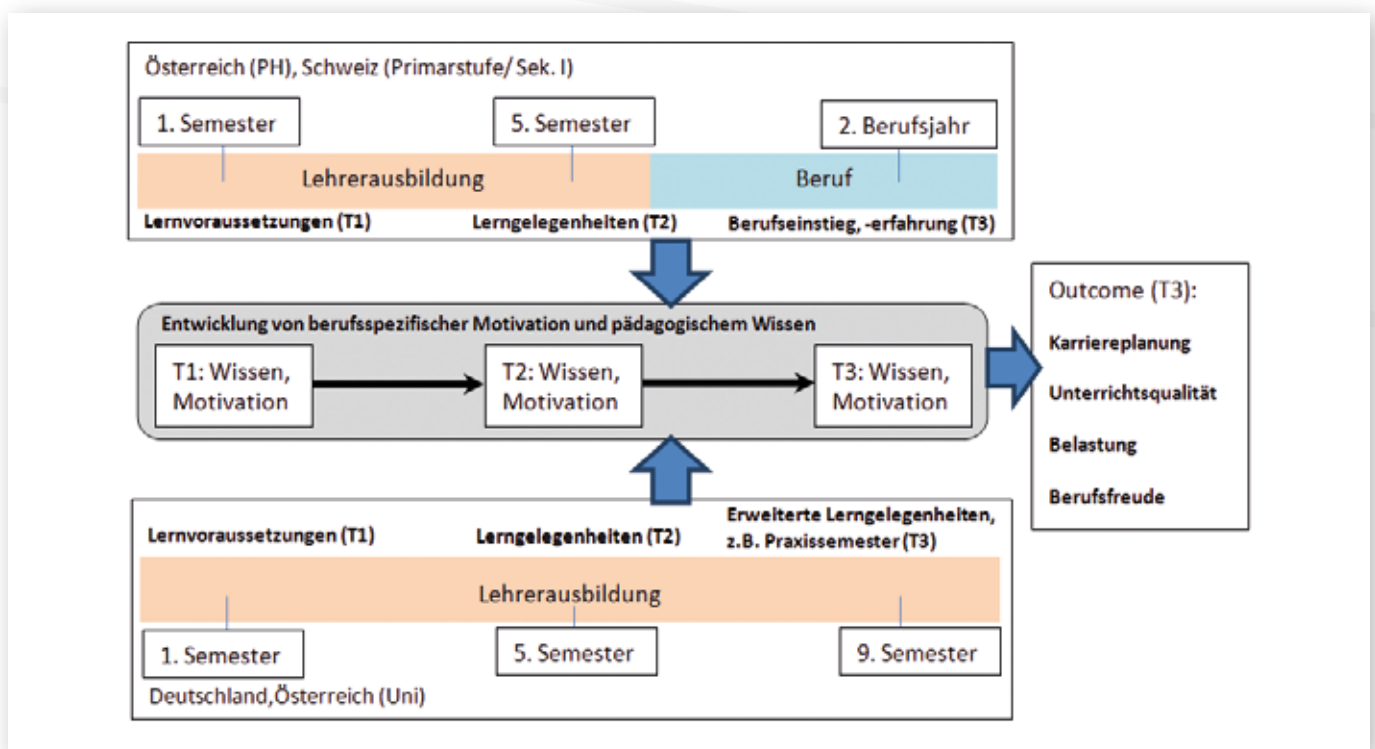 Österreich (PH), Schweiz (Primarstufe/ Sek. I)
1. Semester
5. Semester
2. Berufsjahr
Lehrerausbildung
Beruf
Lernvoraussetzungen (T1)
Lerngelegenheiten (T2)
Berufseinstieg, -erfahrung (T3)
Entwicklung von berufsspezifischer Motivation und pädagogischem Wissen
T1: Wissen,
Motivation
T2: Wissen,
Motivation
T3: Wissen,
Motivation
Outcome (T3):
Karriereplanung
Unterrichtsqualität
Belastung
Berufsfreude
Lernvoraussetzungen (T1)
Lerngelegenheiten (T2)
Erweiterte Lerngelegenheiten,
z.B. Praxissemester (T3)
Lehrerausbildung
1. Semester
5. Semester
9. Semester
Deutschland,Österreich (Uni)